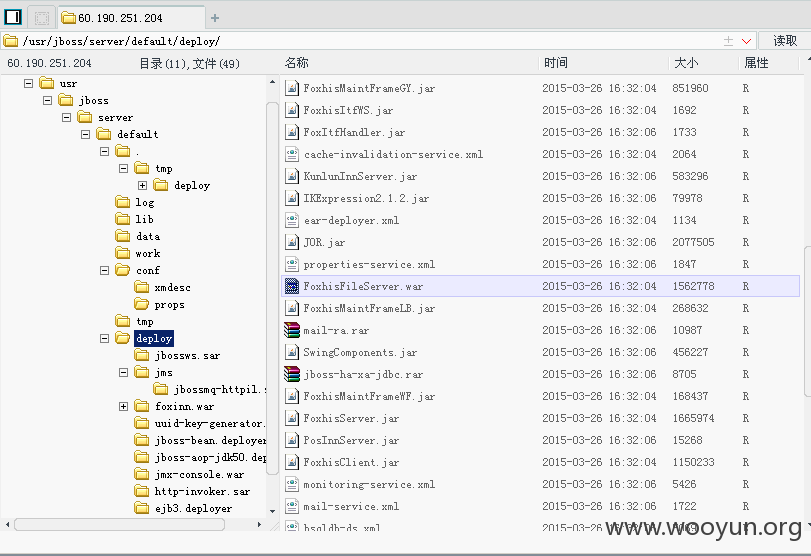 60.190.251.204
/usr/jboss/server/default/deploy/ 读取
60.190.251.204 目录(11),文件(49) 名称 时间 大小 属性
usr
jboss
server
default
.
tmp
deploy
log
lib
data
work
conf
xmdesc
props
tmp
deploy
jbossws.sar
jms
jbossmq-httpil.s
foxinn.war
uuid-key-generator.
jboss-bean.deployer
jboss-aop-jdk50.dep
jmx-console.war
http-invoker.sar
ejb3.deployer
FoxhisMaintFrameGY.jar 2015-03-26 16:32:04 851960 R
FoxhisItfWS.jar 2015-03-26 16:32:04 1692 R
FoxItfHandler.jar 2015-03-26 16:32:06 1733 R
cache-invalidation-service.xml 2015-03-26 16:32:04 2064 R
KunlunInnServer.jar 2015-03-26 16:32:06 583296 R
IKExpression2.1.2.jar 2015-03-26 16:32:06 79978 R
ear-deployer.xml 2015-03-26 16:32:04 1134 R
JOR.jar 2015-03-26 16:32:06 2077505 R
properties-service.xml 2015-03-26 16:32:06 1847 R
FoxhisFileServer.war 2015-03-26 16:32:04 1562778 R
FoxhisMaintFrameLB.jar 2015-03-26 16:32:04 268632 R
mail-ra.rar 2015-03-26 16:32:06 10987 R
SwingComponents.jar 2015-03-26 16:32:06 456227 R
jboss-ha-xa-jdbc.rar 2015-03-26 16:32:06 8705 R
FoxhisMaintFrameWF.jar 2015-03-26 16:32:04 168437 R
FoxhisServer.jar 2015-03-26 16:32:04 1665974 R
PosInnServer.jar 2015-03-26 16:32:06 15268 R
FoxhisClient.jar 2015-03-26 16:32:04 1150233 R
monitoring-service.xml 2015-03-26 16:32:06 5426 R
mail-service.xml 2015-03-26 16:32:06 1722 R
hsqldb-ds.xml
www.wooyun.org